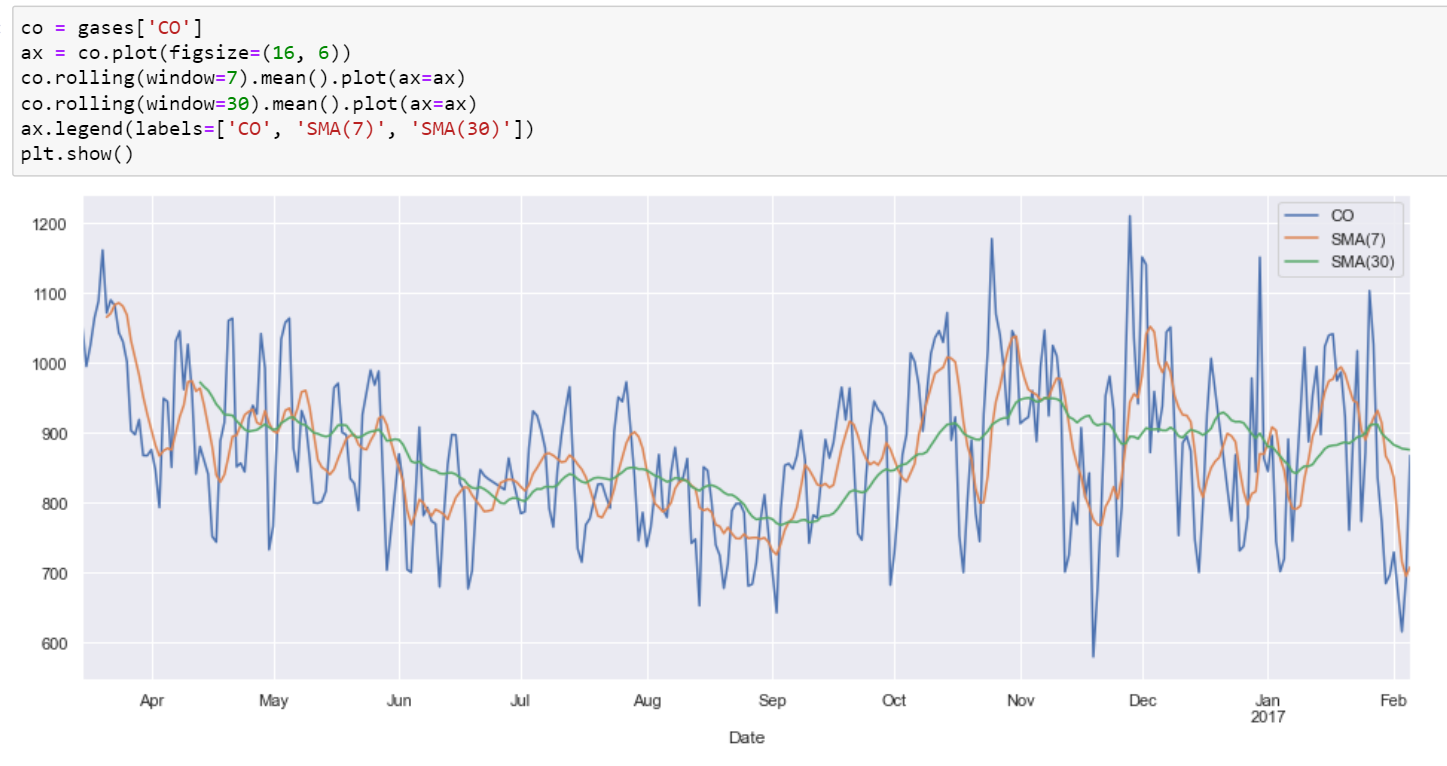 co = gases['CO']
ax = co.plot(figsize=(16, 6))
co.rolling(window=7).mean().plot(ax=ax)
co.rolling(window=30).mean().plot(ax=ax)
ax.legend(labels=['CO', 'SMA(7)', 'SMA(30)'])
plt.show()
CO
SMA(7)
SMA(30)
1200
1100
1000
900
800
700
600
Apr May Jun Jul Aug Sep Oct Nov Dec Jan Feb
2017
Date